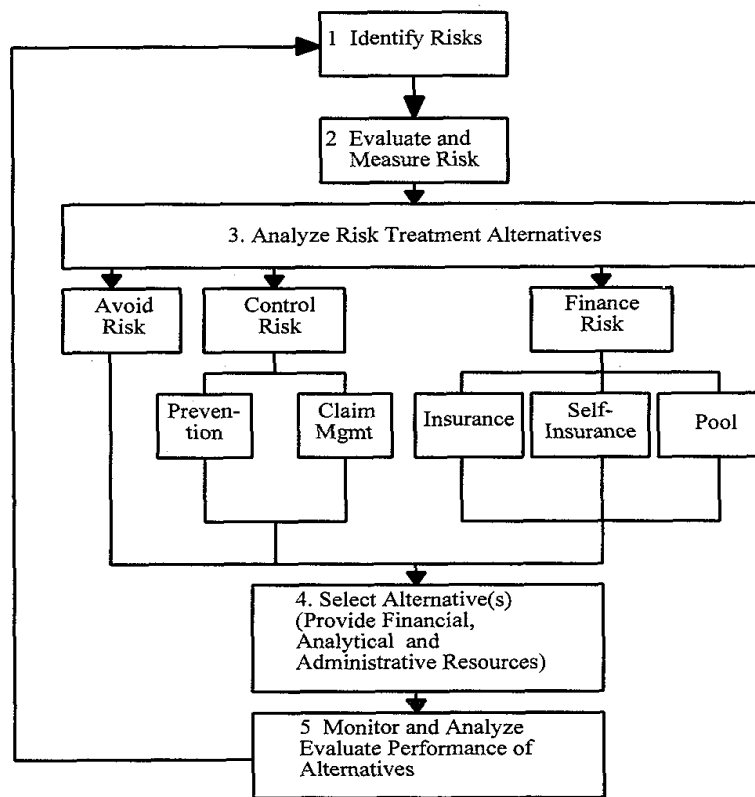 1 Identify Risks
2 Evaluate and
Measure Risk
3. Analyze Risk Treatment Alternatives
Avoid
Risk
Control
Risk
Finance
Risk
Preven-
tion
Claim
Mgmt
Insurance
Self-
Insurance
Pool
4. Select Alternative(s)
(Provide Financial,
Analytical and
Administrative Resources)
5 Monitor and Analyze
Evaluate Performance of
Alternatives